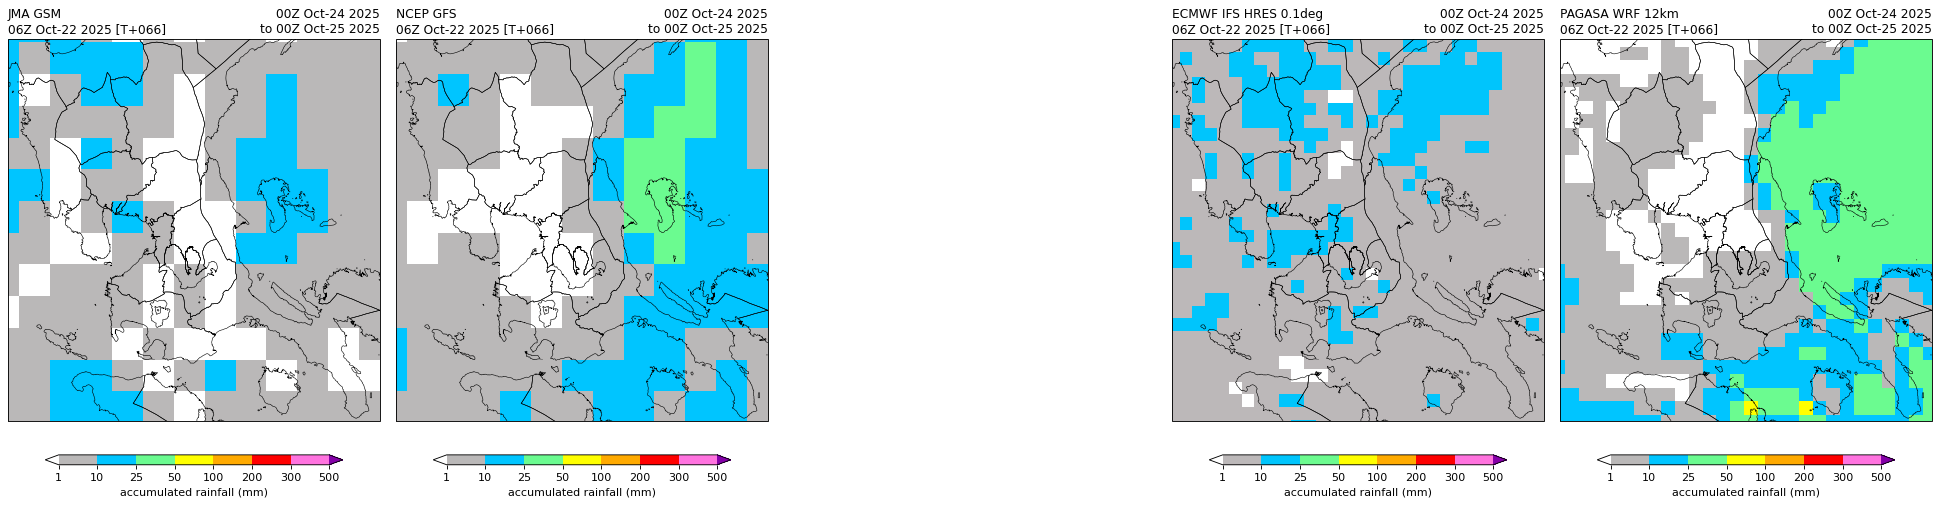 JMA GSM 00Z Oct-24 2025
06Z Oct-22 2025 [T+066] to 00Z Oct-25 2025
1 10 25 50 100 200 300 500
accumulated rainfall (mm)
NCEP GFS 00Z Oct-24 2025
06Z Oct-22 2025 [T+066] to 00Z Oct-25 2025
1 10 25 50 100 200 300 500
accumulated rainfall (mm)
ECMWF IFS HRES 0.1deg 00Z Oct-24 2025
06Z Oct-22 2025 [T+066] to 00Z Oct-25 2025
1 10 25 50 100 200 300 500
accumulated rainfall (mm)
PAGASA WRF 12km 00Z Oct-24 2025
06Z Oct-22 2025 [T+066] to 00Z Oct-25 2025
1 10 25 50 100 200 300 500
accumulated rainfall (mm)